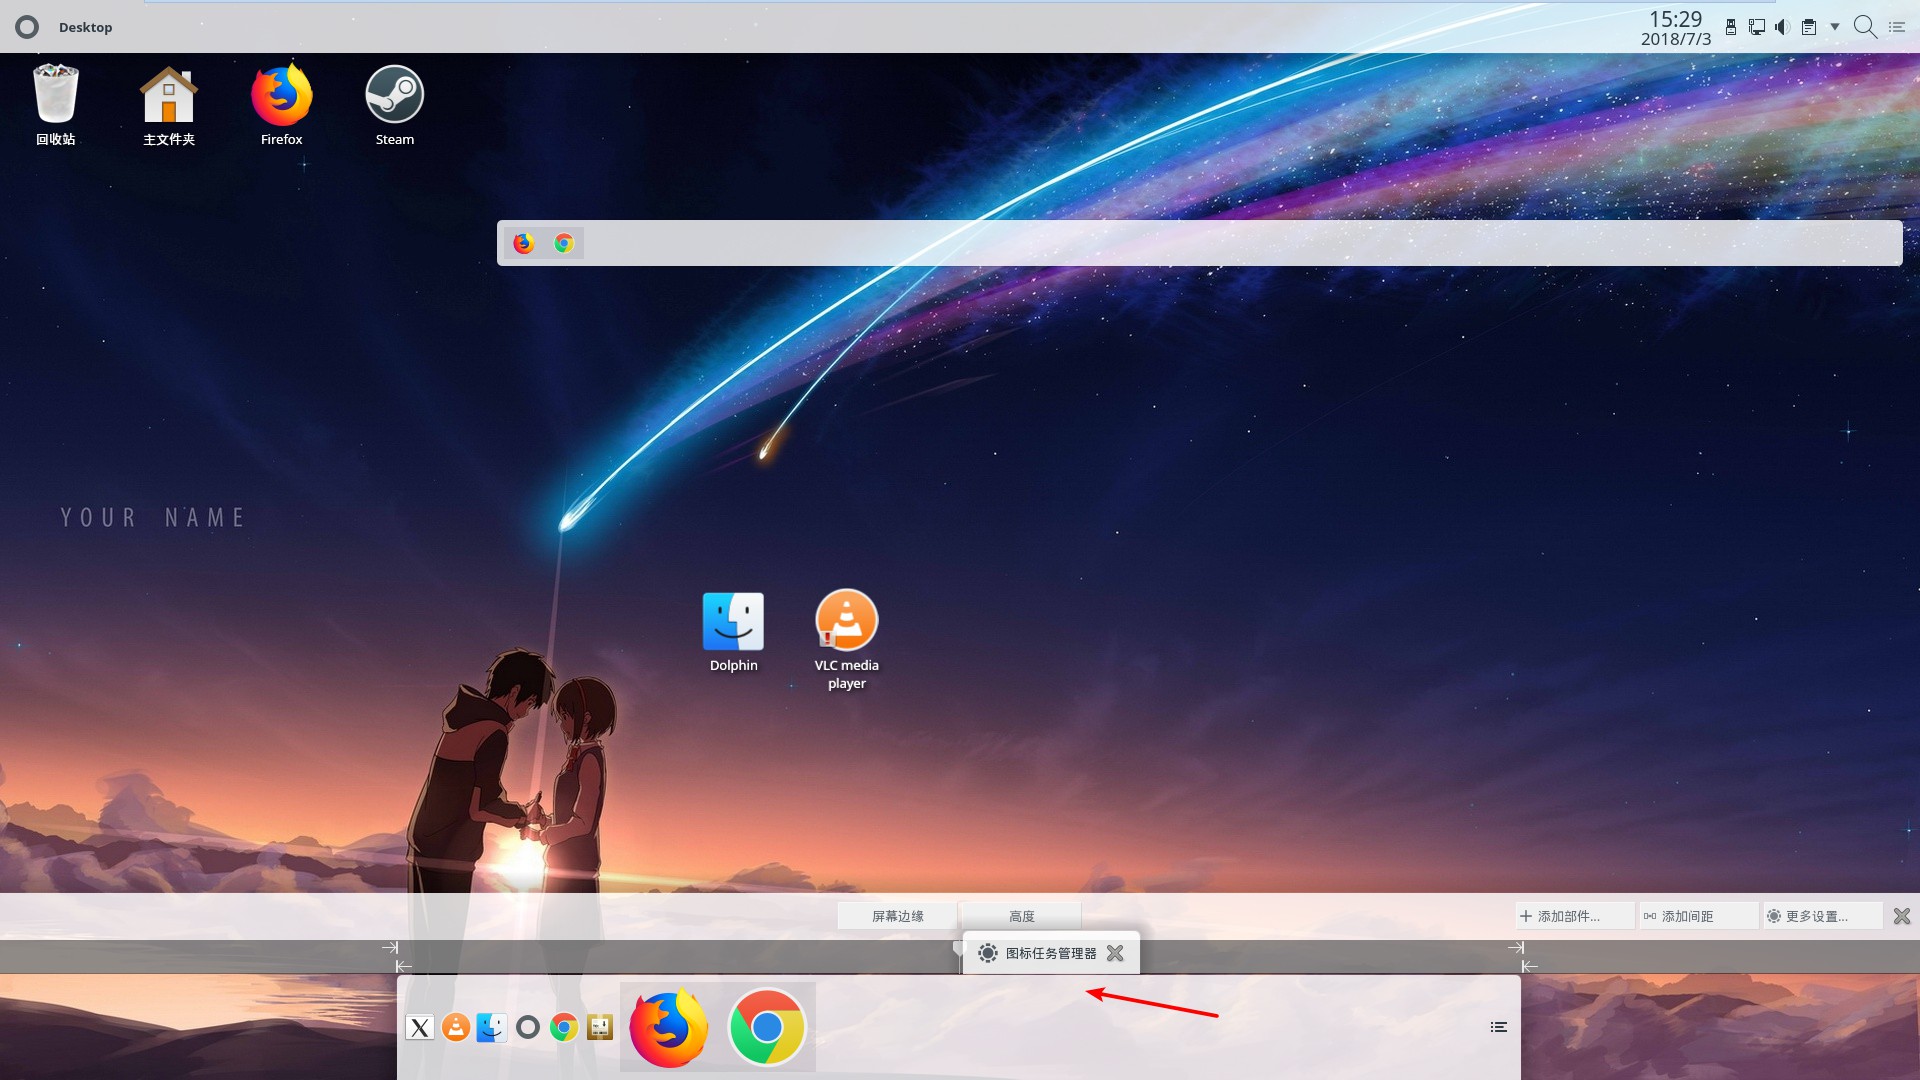 Desktop
15:29
2018/7/3
回收站
主文件夹
Firefox
Steam
YOUR NAME
Dolphin
VLC media
player
屏幕边缘
高度
添加部件...
添加间距
更多设置...
图标任务管理器